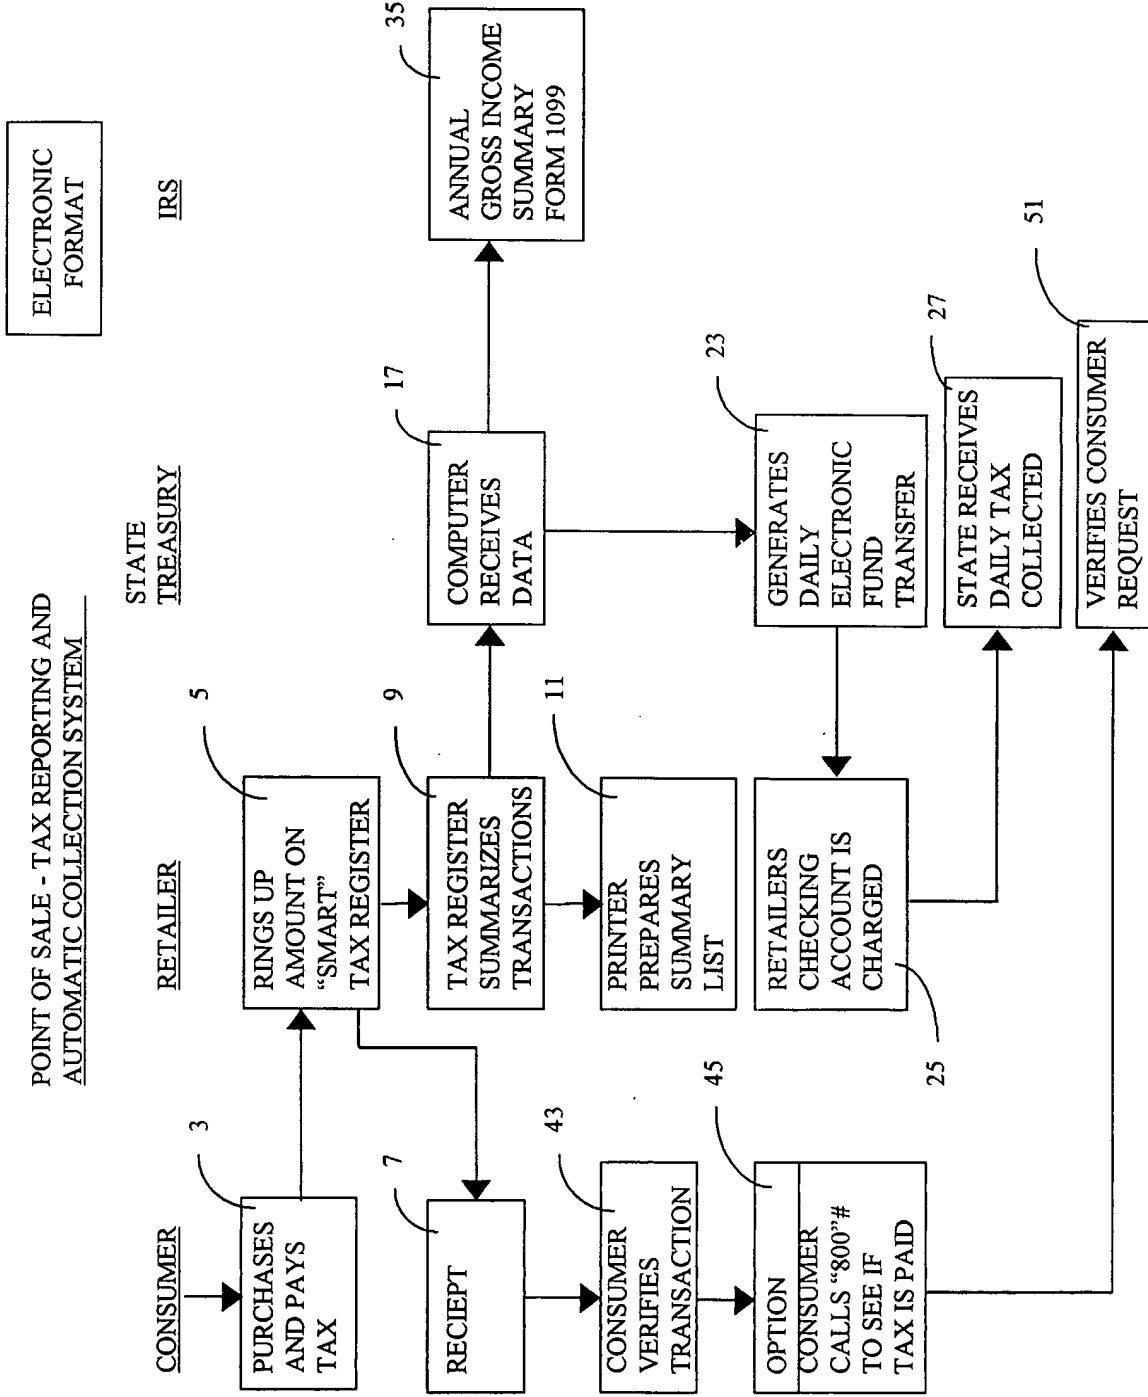 POINT OF SALE - TAX REPORTING AND
AUTOMATIC COLLECTION SYSTEM
ELECTRONIC
FORMAT
CONSUMER
RETAILER
STATE
TREASURY
IRS
3
PURCHASES
AND PAYS
TAX
5
RINGS UP
AMOUNT ON
“SMART”
TAX REGISTER
7
RECIEPT
9
TAX REGISTER
SUMMARIZES
TRANSACTIONS
17
COMPUTER
RECEIVES
DATA
35
ANNUAL
GROSS INCOME
SUMMARY
FORM 1099
43
CONSUMER
VERIFIES
TRANSACTION
11
PRINTER
PREPARES
SUMMARY
LIST
45
OPTION
CONSUMER
CALLS “800”#
TO SEE IF
TAX IS PAID
RETAILERS
CHECKING
ACCOUNT IS
CHARGED
25
23
GENERATES
DAILY
ELECTRONIC
FUND
TRANSFER
27
STATE RECEIVES
DAILY TAX
COLLECTED
51
VERIFIES CONSUMER
REQUEST